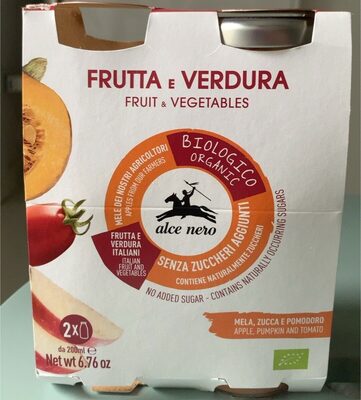 FRUTTA E VERDURA
FRUIT & VEGETABLES
MELE DEI NOSTRI AGRICOLTORI
APPLES FROM OUR FARMERS
BIOLOGICO
ORGANIC
alce nero
FRUTTA E
VERDURA
ITALIANI
ITALIAN
FRUIT AND
VEGETABLES
SENZA ZUCCHERI AGGIUNTI
CONTIENE NATURALMENTE ZUCCHERI
NO ADDED SUGAR - CONTAINS NATURALLY OCCURRING SUGARS
2x
da 200ml e
Net wt 6.76 oz
MELA, ZUCCA E POMODORO
APPLE, PUMPKIN AND TOMATO